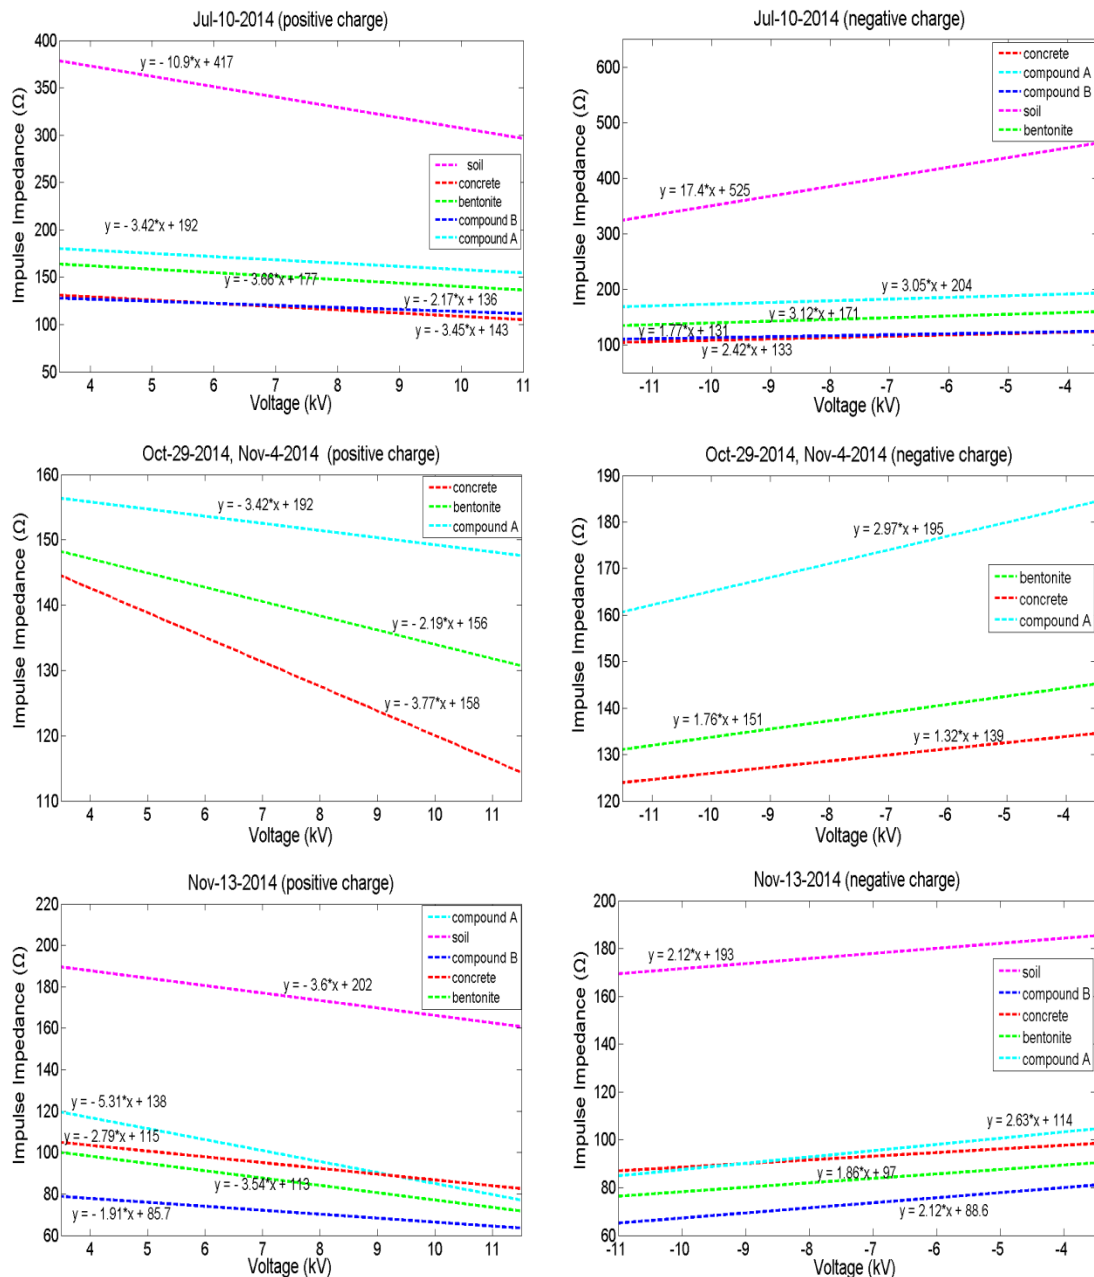 Jul-10-2014 (positive charge)
400
350
300
250
200
150
100
50
Impulse Impedance (Ω)
y = - 10.9*x + 417
y = - 3.42*x + 192
y = - 3.66*x + 177
- 2.17*x + 136
y = - 3.45*x + 143
soil
concrete
bentonite
compound B
compound A
4 5 6 7 8 9 10 11
Voltage (kV)
Jul-10-2014 (negative charge)
600
500
400
300
200
100
Impulse Impedance (Ω)
concrete
compound A
compound B
soil
bentonite
y = 17.4*x + 525
y = 3.05*x + 204
y = 3.12*x + 171
y = 1.77*x + 131
y = 2.42*x + 133
-11 -10 -9 -8 -7 -6 -5 -4
Voltage (kV)
Oct-29-2014, Nov-4-2014 (positive charge)
160
150
140
130
120
110
Impulse Impedance (Ω)
concrete
bentonite
compound A
y = - 3.42*x + 192
y = - 2.19*x + 156
y = - 3.77*x + 158
4 5 6 7 8 9 10 11
Voltage (kV)
Oct-29-2014, Nov-4-2014 (negative charge)
190
180
170
160
150
140
130
120
Impulse Impedance (Ω)
y = 2.97*x + 195
bentonite
concrete
compound A
y = 1.76*x + 151
y = 1.32*x + 139
-11 -10 -9 -8 -7 -6 -5 -4
Voltage (kV)
Nov-13-2014 (positive charge)
220
200
180
160
140
120
100
80
60
Impulse Impedance (Ω)
compound A
soil
compound B
concrete
bentonite
y = - 3.6*x + 202
y = - 5.31*x + 138
y = - 2.79*x + 115
y = - 3.54*x + 113
y = - 1.91*x + 85.7
4 5 6 7 8 9 10 11
Voltage (kV)
Nov-13-2014 (negative charge)
200
180
160
140
120
100
80
60
Impulse Impedance (Ω)
y = 2.12*x + 193
soil
compound B
concrete
bentonite
compound A
y = 2.63*x + 114
y = 1.86*x + 97
y = 2.12*x + 88.6
-11 -10 -9 -8 -7 -6 -5 -4
Voltage (kV)